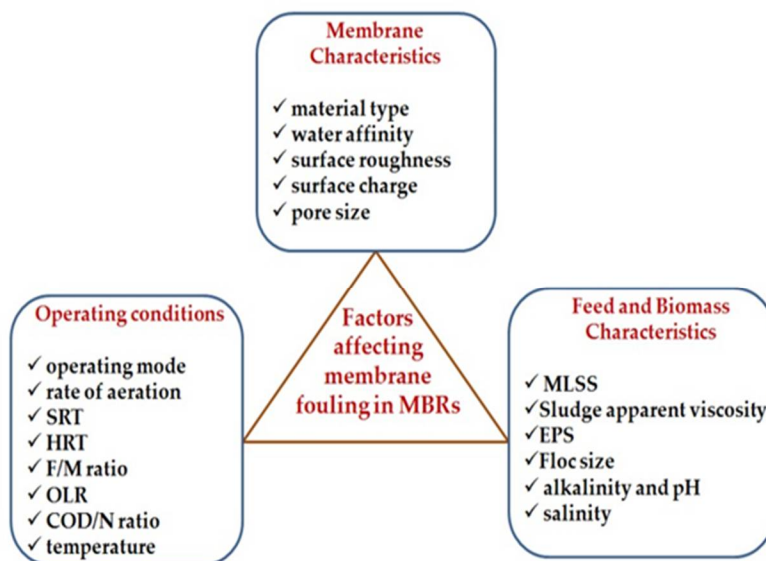 Membrane
Characteristics
✓ material type
✓ water affinity
✓ surface roughness
✓ surface charge
✓ pore size
Operating conditions
✓ operating mode
✓ rate of aeration
✓ SRT
✓ HRT
✓ F/M ratio
✓ OLR
✓ COD/N ratio
✓ temperature
Factors
affecting
membrane
fouling in MBRs
Feed and Biomass
Characteristics
✓ MLSS
✓ Sludge apparent viscosity
✓ EPS
✓ Floc size
✓ alkalinity and pH
✓ salinity